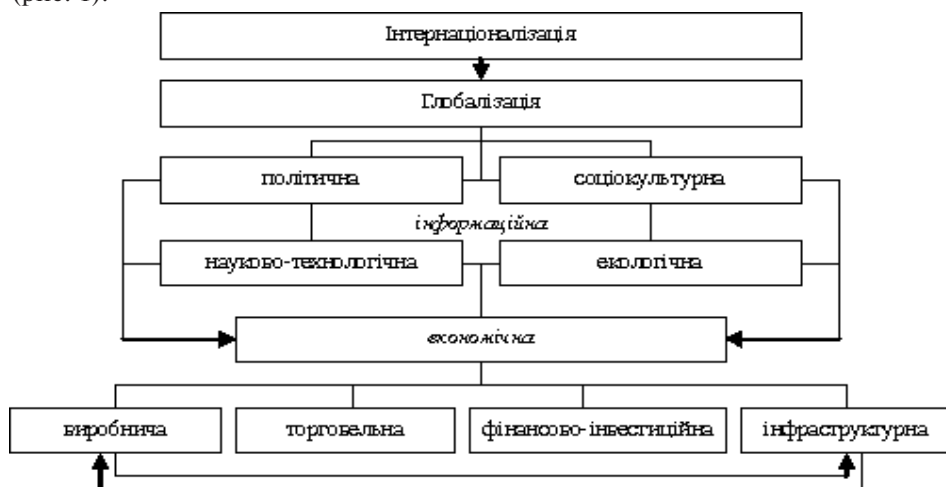 (рис. 1).
Інтернаціоналізація
Глобалізація
політична
соціокультурна
інформаційна
науково-технологічна
екологічна
економічна
виробнича
торговельна
фінансово-інвестиційна
інфраструктурна